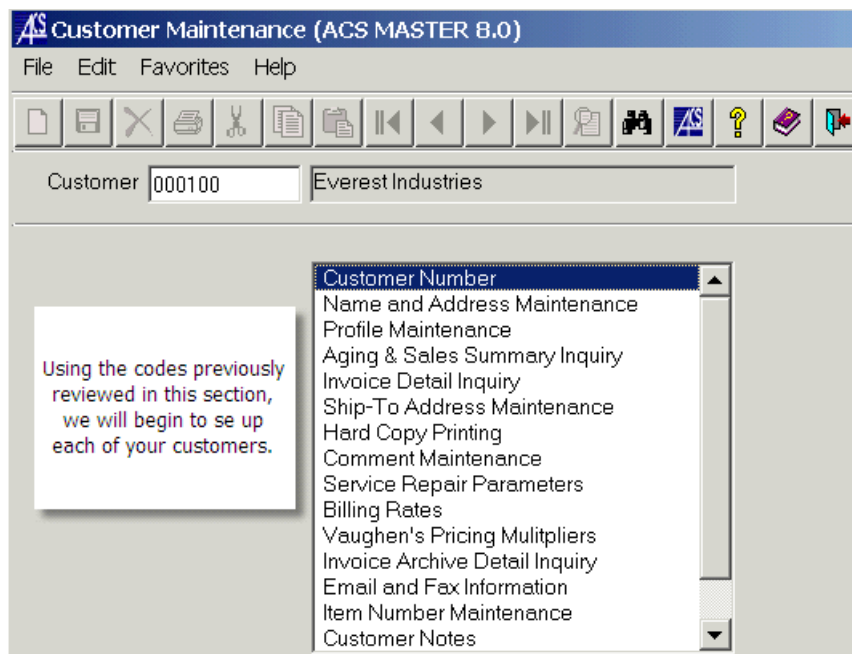 ACS Customer Maintenance (ACS MASTER 8.0)
File Edit Favorites Help
ACS
Customer 000100 Everest Industries
Using the codes previously
reviewed in this section,
we will begin to se up
each of your customers.
Customer Number
Name and Address Maintenance
Profile Maintenance
Aging & Sales Summary Inquiry
Invoice Detail Inquiry
Ship-To Address Maintenance
Hard Copy Printing
Comment Maintenance
Service Repair Parameters
Billing Rates
Vaughen's Pricing Mulitpliers
Invoice Archive Detail Inquiry
Email and Fax Information
Item Number Maintenance
Customer Notes